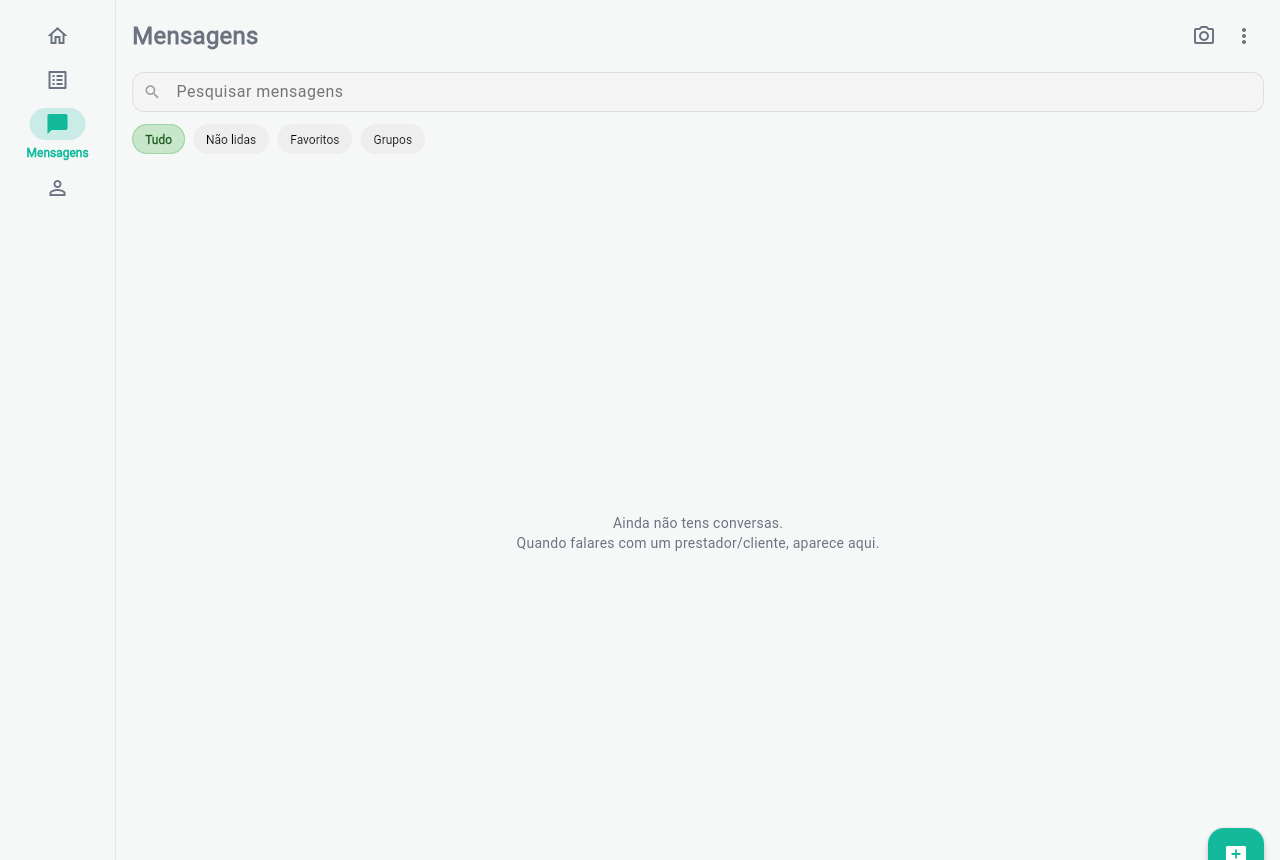 Mensagens
Pesquisar mensagens
Tudo
Não lidas
Favoritos
Grupos
Mensagens
Ainda não tens conversas.
Quando falares com um prestador/cliente, aparece aqui.